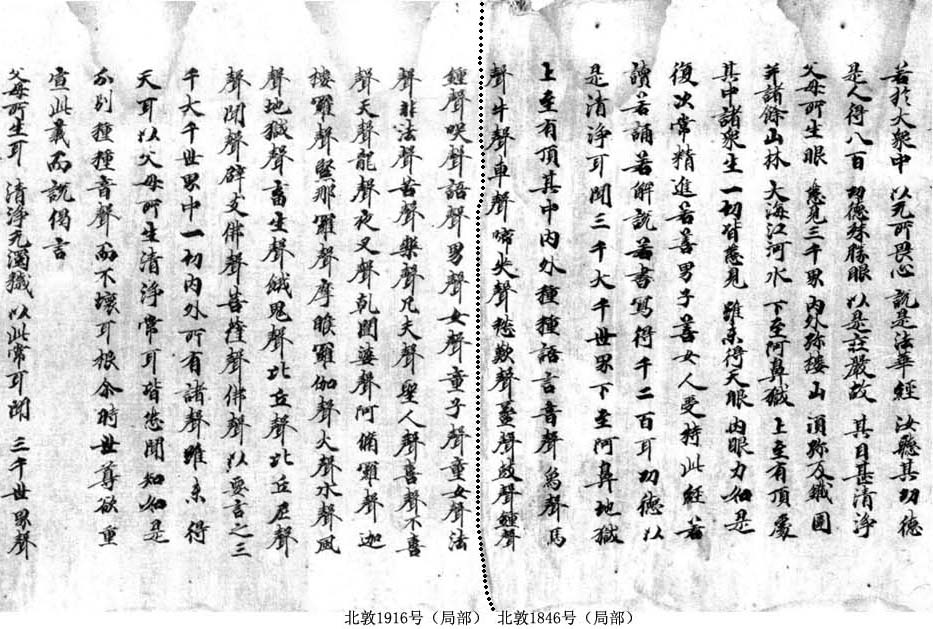 若於大衆中 以无所畏心 說是法華經 汝聽其功德
是人得八百 功德殊勝眼 以是莊嚴故 其目甚清淨
父母所生眼 悉見三千界 內外弥樓山 須弥及鐵圍
并諸餘山林 大海江河水 下至阿鼻獄 上至有頂處
其中諸衆生 一切皆悉見 雖未得天眼 肉眼力如是
復次常精進若善男子善女人受持此經若
讀若誦若解說若書寫得千二百耳功德以
是清淨耳聞三千大千世界下至阿鼻地獄
上至有頂其中內外種種語言音聲象聲馬
聲牛聲車聲啼哭聲愁歎聲蠡聲鼓聲鍾聲
鍾聲咲聲語聲男聲女聲童子聲童女聲法
聲非法聲苦聲樂聲凡夫聲聖人聲喜聲不喜
聲天聲龍聲夜叉聲乾闥婆聲阿脩羅聲迦
樓羅聲緊那羅聲摩睺羅伽聲火聲水聲風
聲地獄聲畜生聲餓鬼聲比丘聲比丘尼聲
聲聞聲辟支佛聲菩薩聲佛聲以要言之三
千大千世界中一切內外所有諸聲雖未得
天耳以父母所生清淨常耳皆悉聞知如是
分別種種音聲而不壞耳根尒時世尊欲重
宣此義而說偈言
父母所生耳 清淨无濁穢 以此常耳聞 三千世界聲
北敦1916号（局部） 北敦1846号（局部）